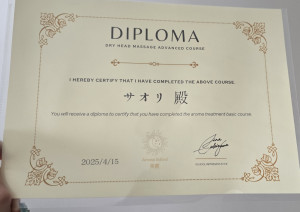 DIPLOMA
DRY HEAD MASSAGE ADVANCED COURSE
I HEREBY CERTIFY THAT I HAVE COMPLETED THE ABOVE COURSE.
サオリ 殿
You will receive a diploma to certify that you have completed the aroma treatment basic course.
2025/4/15